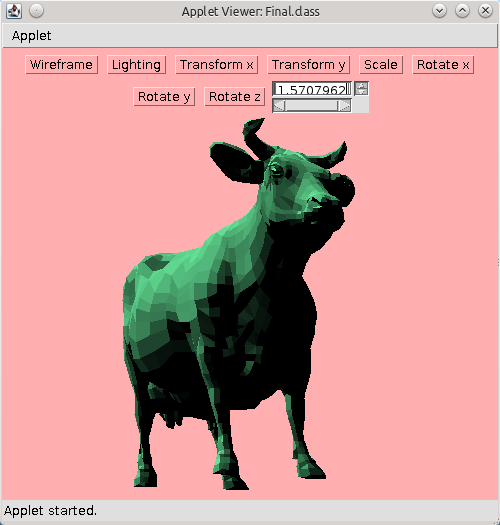 Applet Viewer: Final.class
Applet
Wireframe Lighting Transform x Transform y Scale Rotate x
Rotate y Rotate z 1.5707962
Applet started.